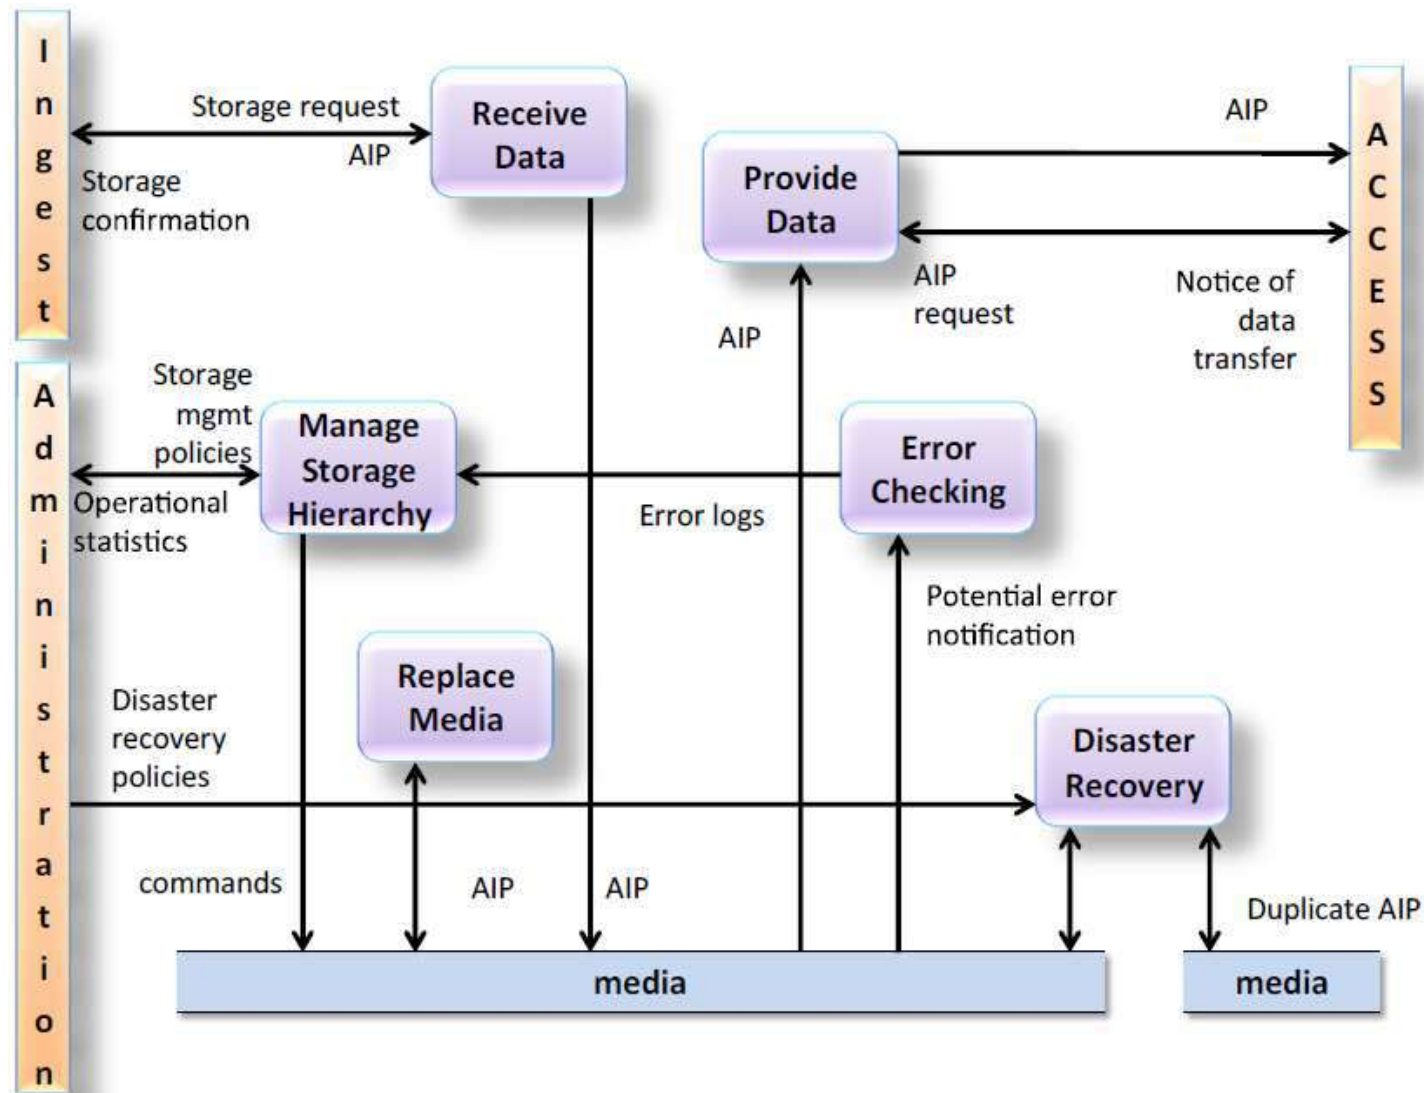 Ingest
Storage request
AIP
Storage
confirmation
Receive
Data
Provide
Data
AIP
ACCESS
AIP
request
Notice of
data
transfer
AIP
Administration
Storage
mgmt
policies
Operational
statistics
Manage
Storage
Hierarchy
Error logs
Error
Checking
Potential error
notification
Replace
Media
Disaster
recovery
policies
Disaster
Recovery
commands
AIP
AIP
Duplicate AIP
media
media